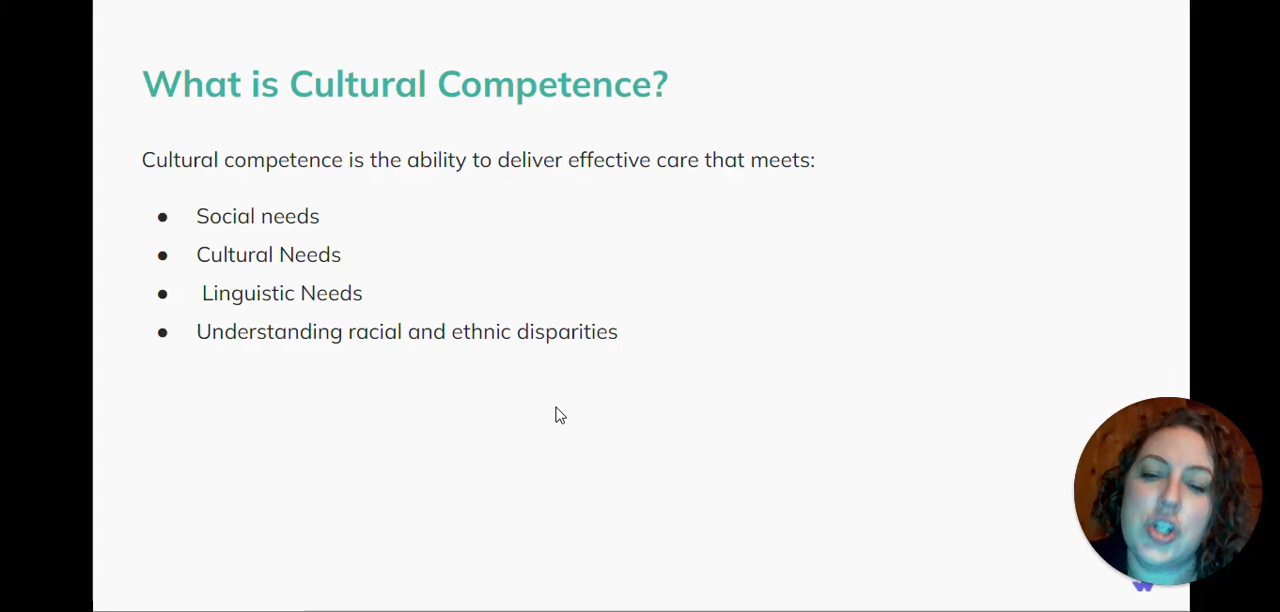 What is Cultural Competence?
Cultural competence is the ability to deliver effective care that meets:
● Social needs
● Cultural Needs
● Linguistic Needs
● Understanding racial and ethnic disparities